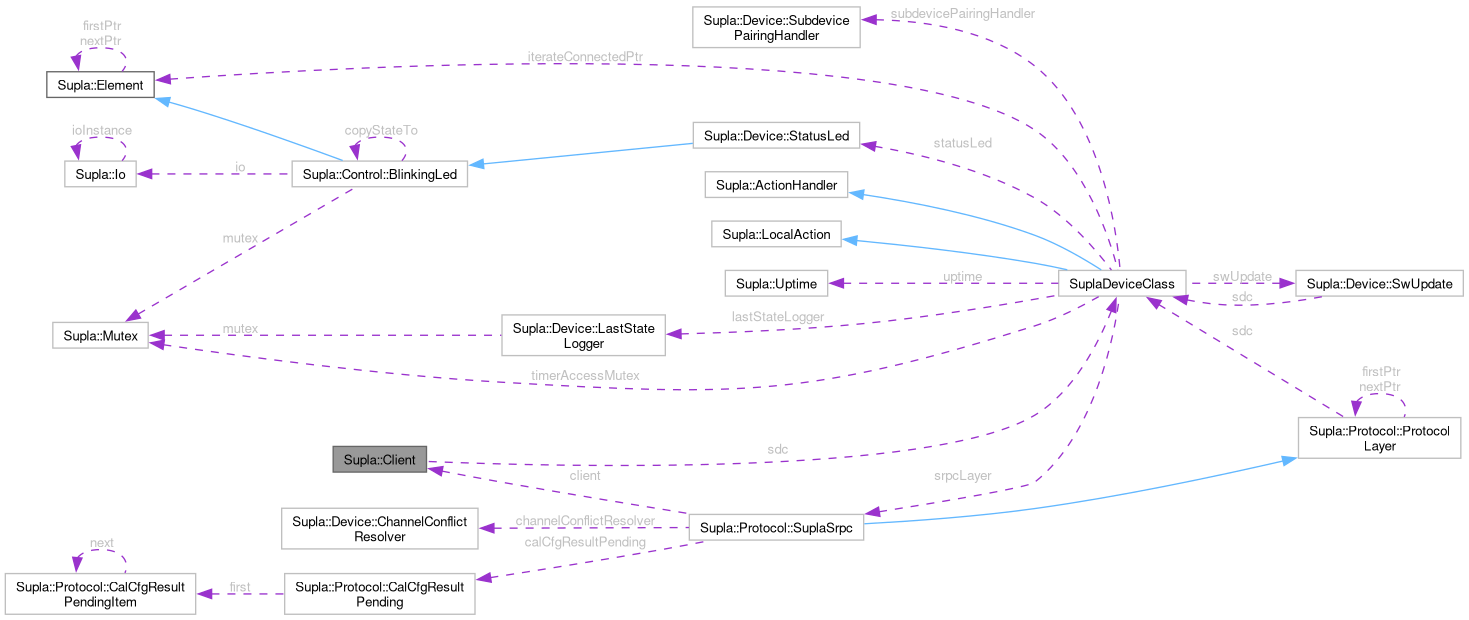 Supla::Device::Subdevice
PairingHandler
subdevicePairingHandler
firstPtr
nextPtr
iterateConnectedPtr
Supla::Element
ioInstance
copyStateTo
Supla::Device::StatusLed
statusLed
Supla::Io
io
Supla::Control::BlinkingLed
Supla::ActionHandler
mutex
Supla::LocalAction
Supla::Uptime
uptime
SuplaDeviceClass
swUpdate
sdc
Supla::Device::SwUpdate
Supla::Mutex
mutex
Supla::Device::LastState
Logger
lastStateLogger
sdc
timerAccessMutex
firstPtr
nextPtr
Supla::Protocol::Protocol
Layer
Supla::Client
sdc
client
srpcLayer
Supla::Device::ChannelConflict
Resolver
channelConflictResolver
Supla::Protocol::SuplaSrpc
calCfgResultPending
next
Supla::Protocol::CalCfgResult
PendingItem
first
Supla::Protocol::CalCfgResult
Pending